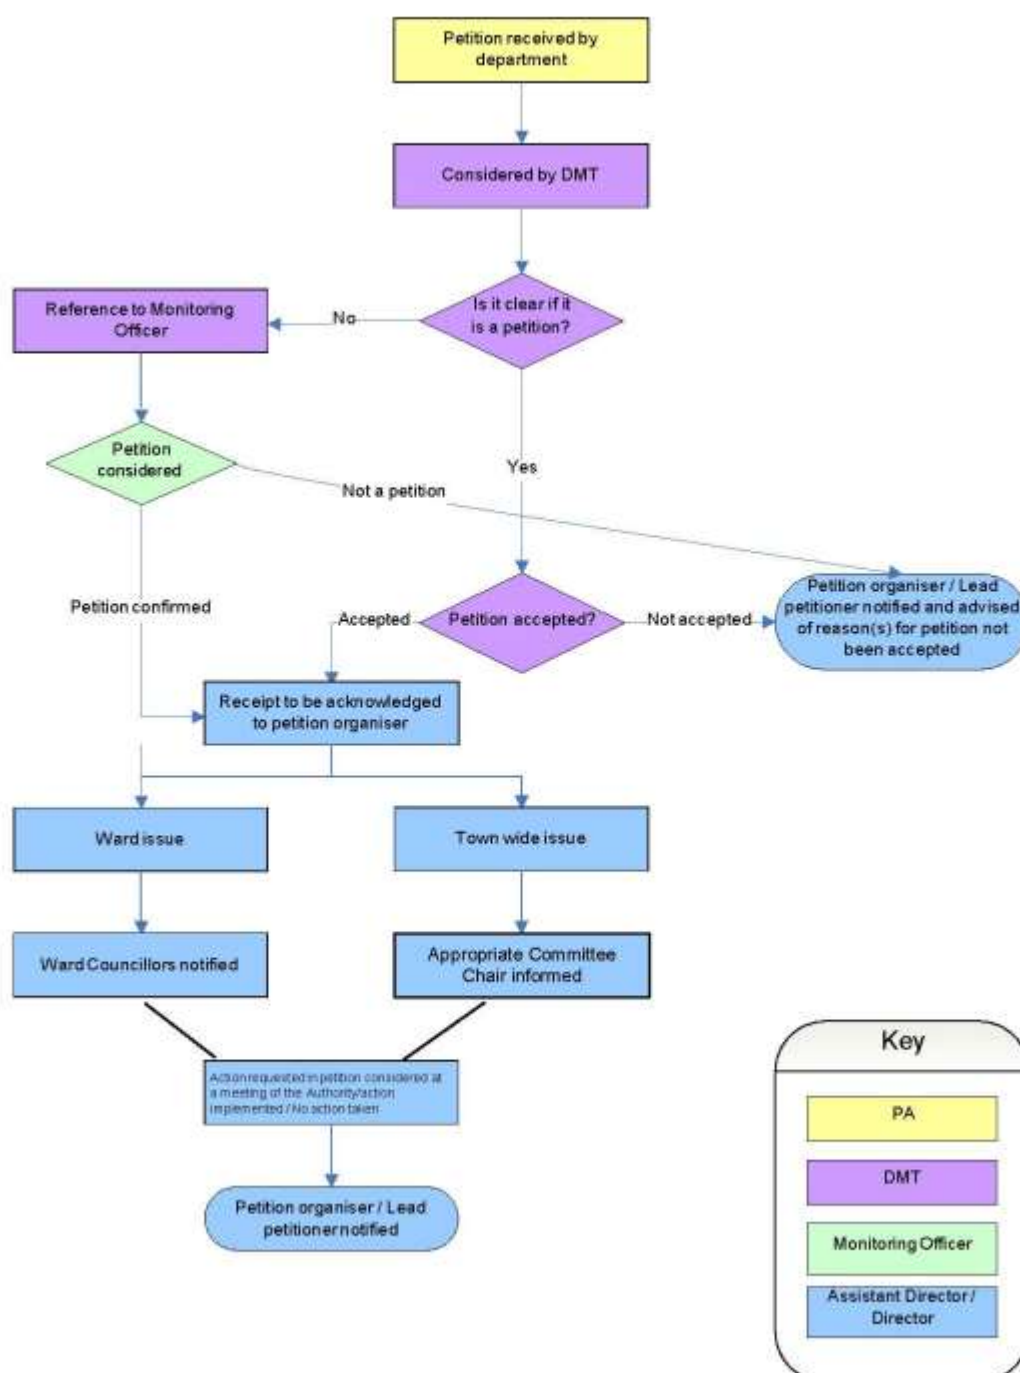 Petition received by
department
Considered by DMT
Is it clear if it
is a petition?
No
Reference to Monitoring
Officer
Petition
considered
Yes
Not a petition
Petition confirmed
Accepted
Petition accepted?
Not accepted
Petition organiser / Lead
petitioner notified and advised
of reason(s) for petition not
been accepted
Receipt to be acknowledged
to petition organiser
Ward issue
Town wide issue
Ward Councillors notified
Appropriate Committee
Chair informed
Action requested in petition considered at
a meeting of the Authority/action
implemented / No action taken
Petition organiser / Lead
petitioner notified
Key
PA
DMT
Monitoring Officer
Assistant Director /
Director